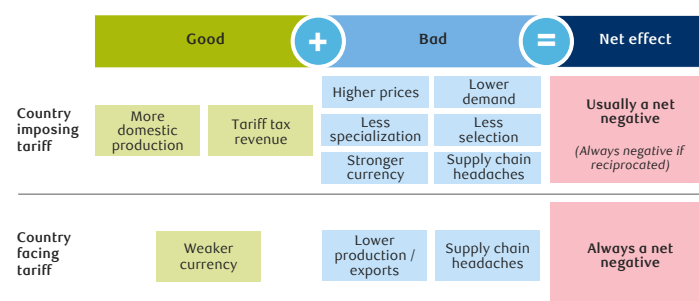 Good + Bad = Net effect
Country
imposing
tariff
More
domestic
production
Tariff tax
revenue
Higher prices
Lower
demand
Less
specialization
Less
selection
Stronger
currency
Supply chain
headaches
Usually a net
negative
(Always negative if
reciprocated)
Country
facing
tariff
Weaker
currency
Lower
production /
exports
Supply chain
headaches
Always a net
negative